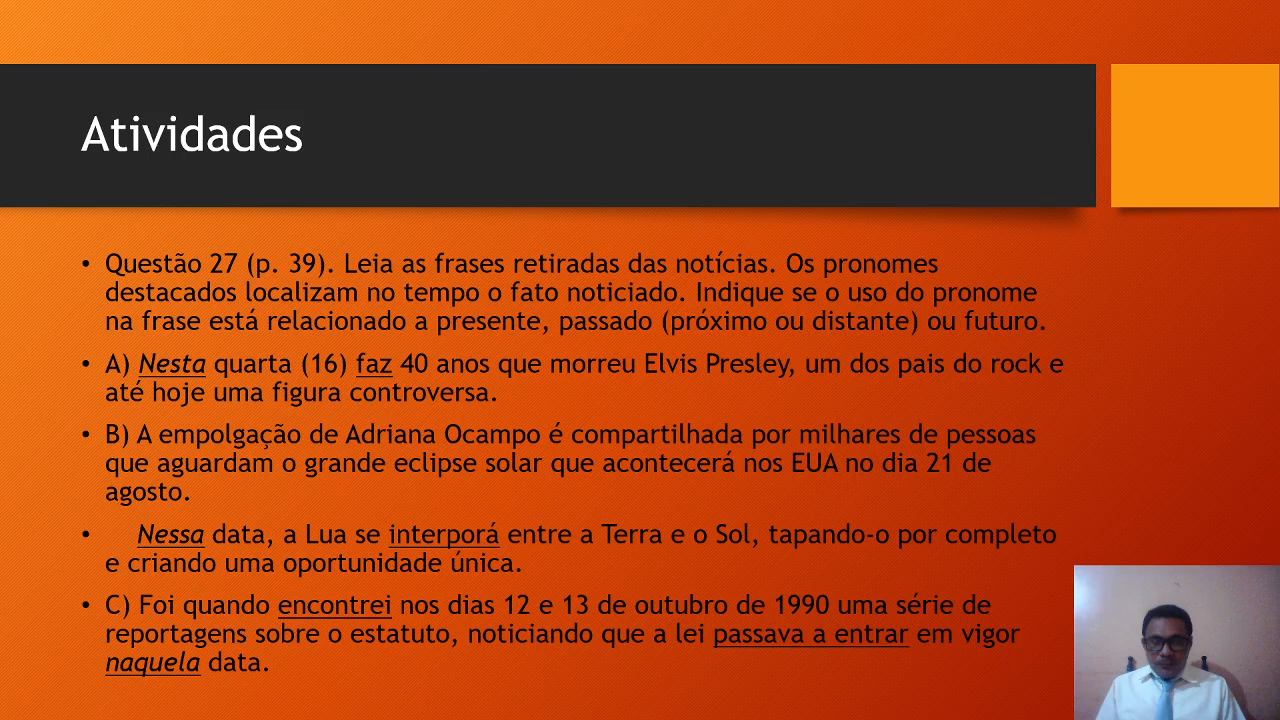 Atividades
• Questão 27 (p. 39). Leia as frases retiradas das notícias. Os pronomes
destacados localizam no tempo o fato noticiado. Indique se o uso do pronome
na frase está relacionado a presente, passado (próximo ou distante) ou futuro.
• A) Nesta quarta (16) faz 40 anos que morreu Elvis Presley, um dos pais do rock e
até hoje uma figura controversa.
• B) A empolgação de Adriana Ocampo é compartilhada por milhares de pessoas
que aguardam o grande eclipse solar que acontecerá nos EUA no dia 21 de
agosto.
• Nessa data, a Lua se interporá entre a Terra e o Sol, tapando-o por completo
e criando uma oportunidade única.
• C) Foi quando encontrei nos dias 12 e 13 de outubro de 1990 uma série de
reportagens sobre o estatuto, noticiando que a lei passava a entrar em vigor
naquela data.